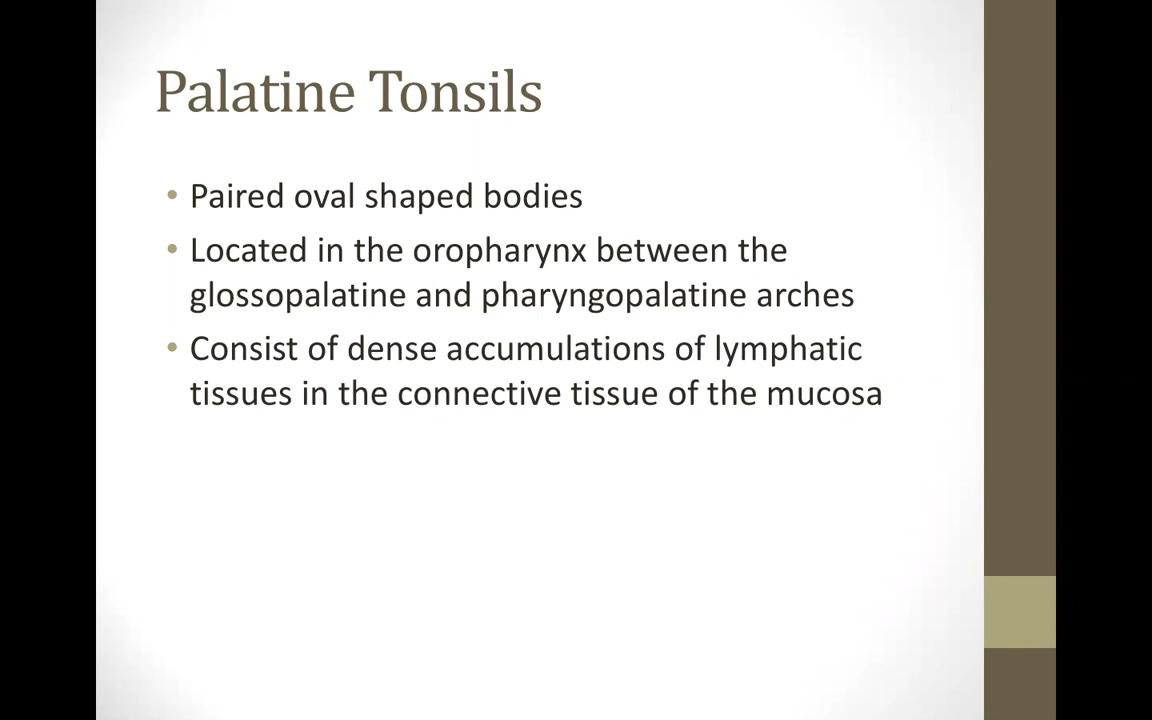 Palatine Tonsils
• Paired oval shaped bodies
• Located in the oropharynx between the
glossopalatine and pharyngopalatine arches
• Consist of dense accumulations of lymphatic
tissues in the connective tissue of the mucosa